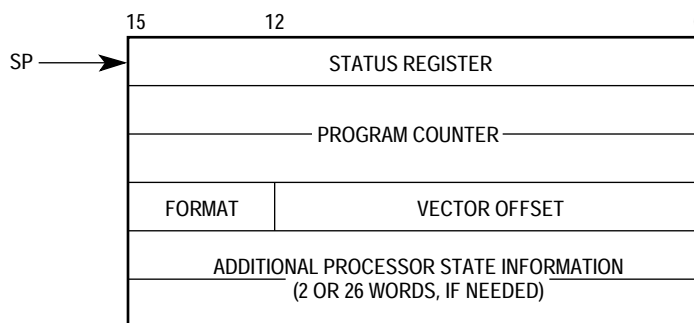 15 12
SP
STATUS REGISTER
PROGRAM COUNTER
FORMAT VECTOR OFFSET
ADDITIONAL PROCESSOR STATE INFORMATION
(2 OR 26 WORDS, IF NEEDED)